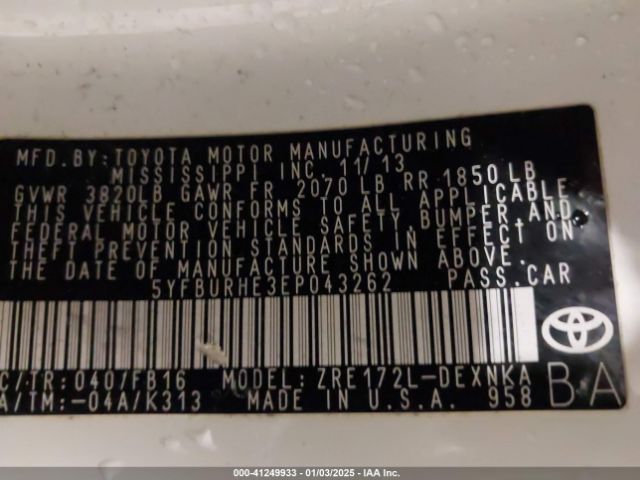 MFD. BY: TOYOTA MOTOR MANUFACTURING
MISSISSIPPI INC. 11/13
GVWR 3820LB GAWR FR 2070 LB RR 1850 LB
THIS VEHICLE CONFORMS TO ALL APPLICABLE
FEDERAL MOTOR VEHICLE SAFETY, BUMPER, AND
THEFT PREVENTION STANDARDS IN EFFECT ON
THE DATE OF MANUFACTURE SHOWN ABOVE.
5YFBURHE3EP043262 PASS. CAR
C/TR: 040/FB16 MODEL: ZRE172L-DEXNKA
A/TM:-04A/K313 MADE IN U.S.A. 958
BA
000-41249933 - 01/03/2025 - IAA Inc.